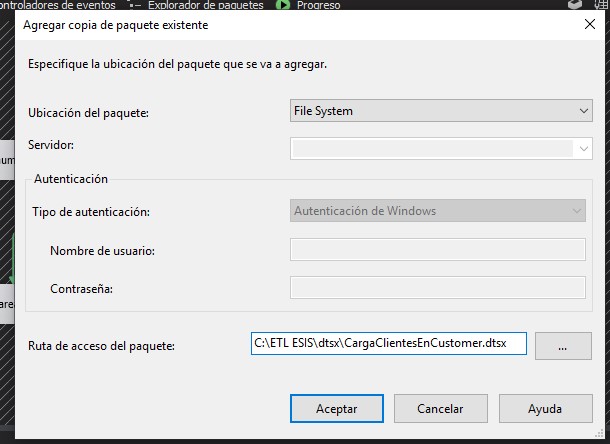 ontroladores de eventos Explorador de paquetes Progreso
Agregar copia de paquete existente
Especifique la ubicación del paquete que se va a agregar.
Ubicación del paquete: File System
Servidor:
Autenticación
Tipo de autenticación: Autenticación de Windows
Nombre de usuario:
Contraseña:
Ruta de acceso del paquete: C:\ETL ESIS\dtsx\CargaClientesEnCustomer.dtsx ...
Aceptar Cancelar Ayuda